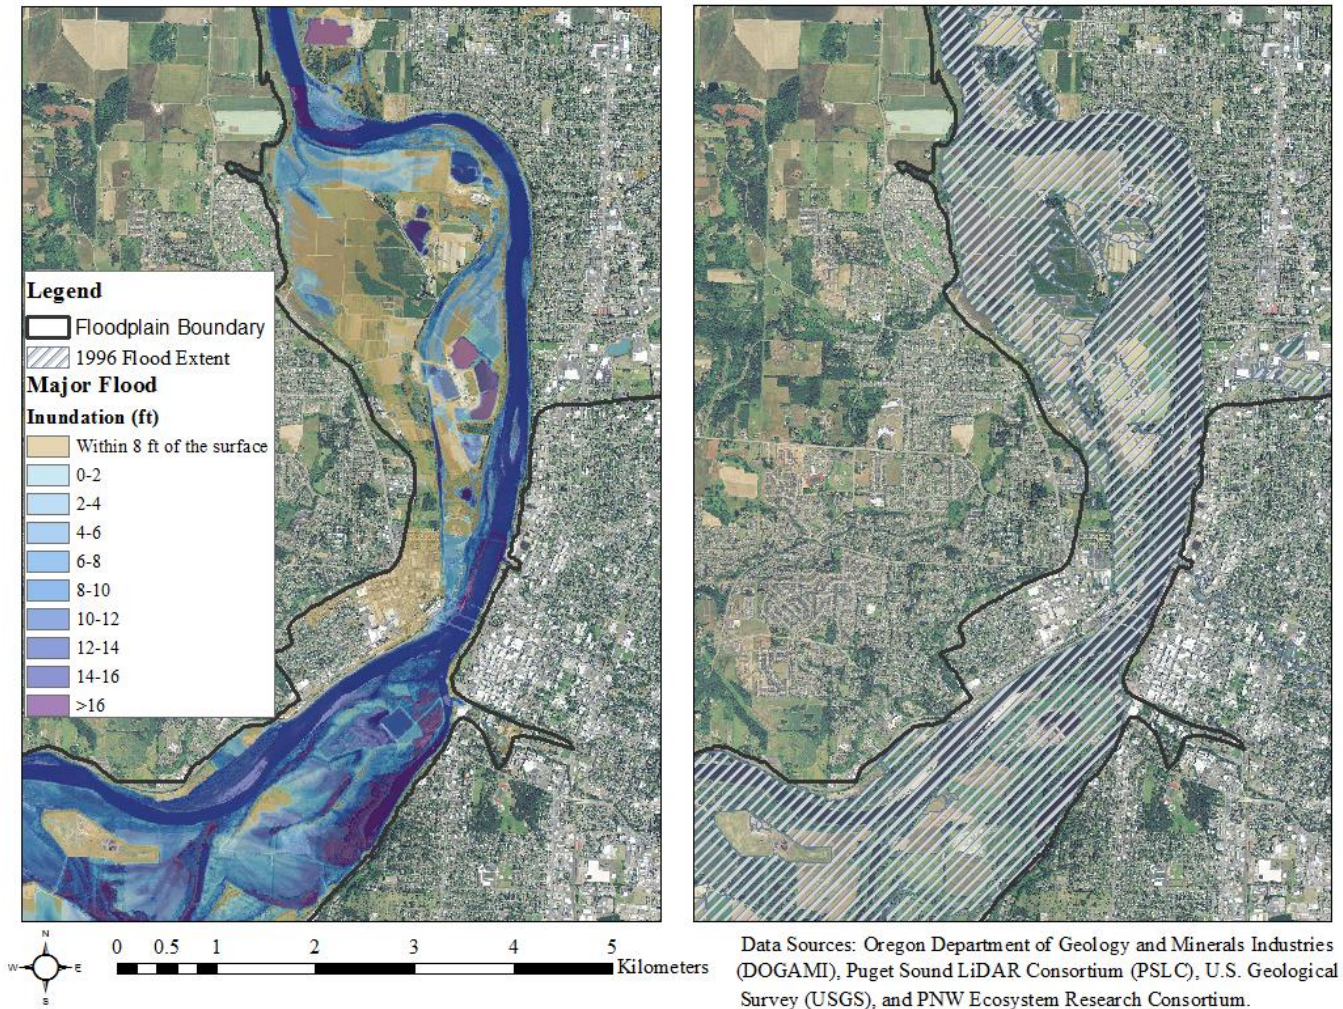 Legend
Floodplain Boundary
1996 Flood Extent
Major Flood
Inundation (ft)
Within 8 ft of the surface
0-2
2-4
4-6
6-8
8-10
10-12
12-14
14-16
>16
N
W E
S
0 0.5 1 2 3 4 5
Kilometers
Data Sources: Oregon Department of Geology and Minerals Industries
(DOGAMI), Puget Sound LiDAR Consortium (PSLC), U.S. Geological
Survey (USGS), and PNW Ecosystem Research Consortium.